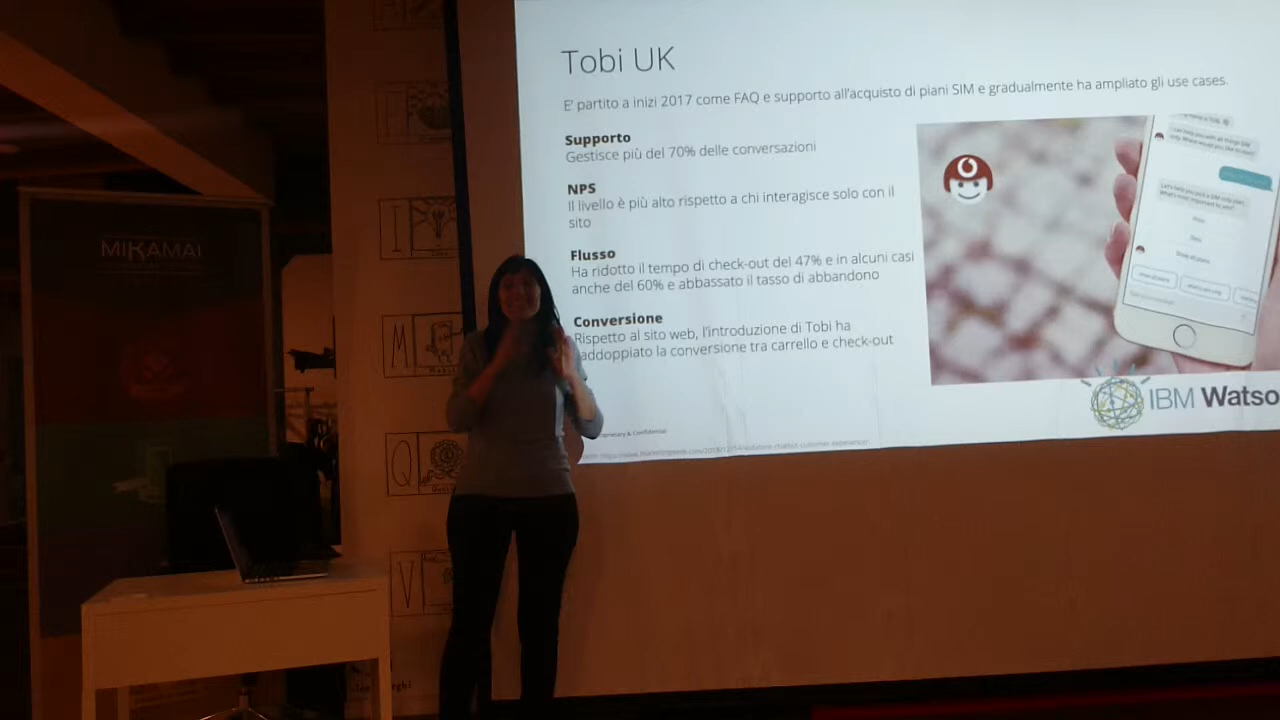 Tobi UK
E' partito a inizi 2017 come FAQ e supporto all'acquisto di piani SIM e gradualmente ha ampliato gli use cases.
Supporto
Gestisce più del 70% delle conversazioni
NPS
Il livello è più alto rispetto a chi interagisce solo con il
sito
Flusso
Ha ridotto il tempo di check-out del 47% e in alcuni casi
anche del 60% e abbassato il tasso di abbandono
Conversione
Rispetto al sito web, l'introduzione di Tobi ha
addoppiato la conversione tra carrello e check-out
IBM Watso
& Confidential
MIKAMAI
I
M
Q
V